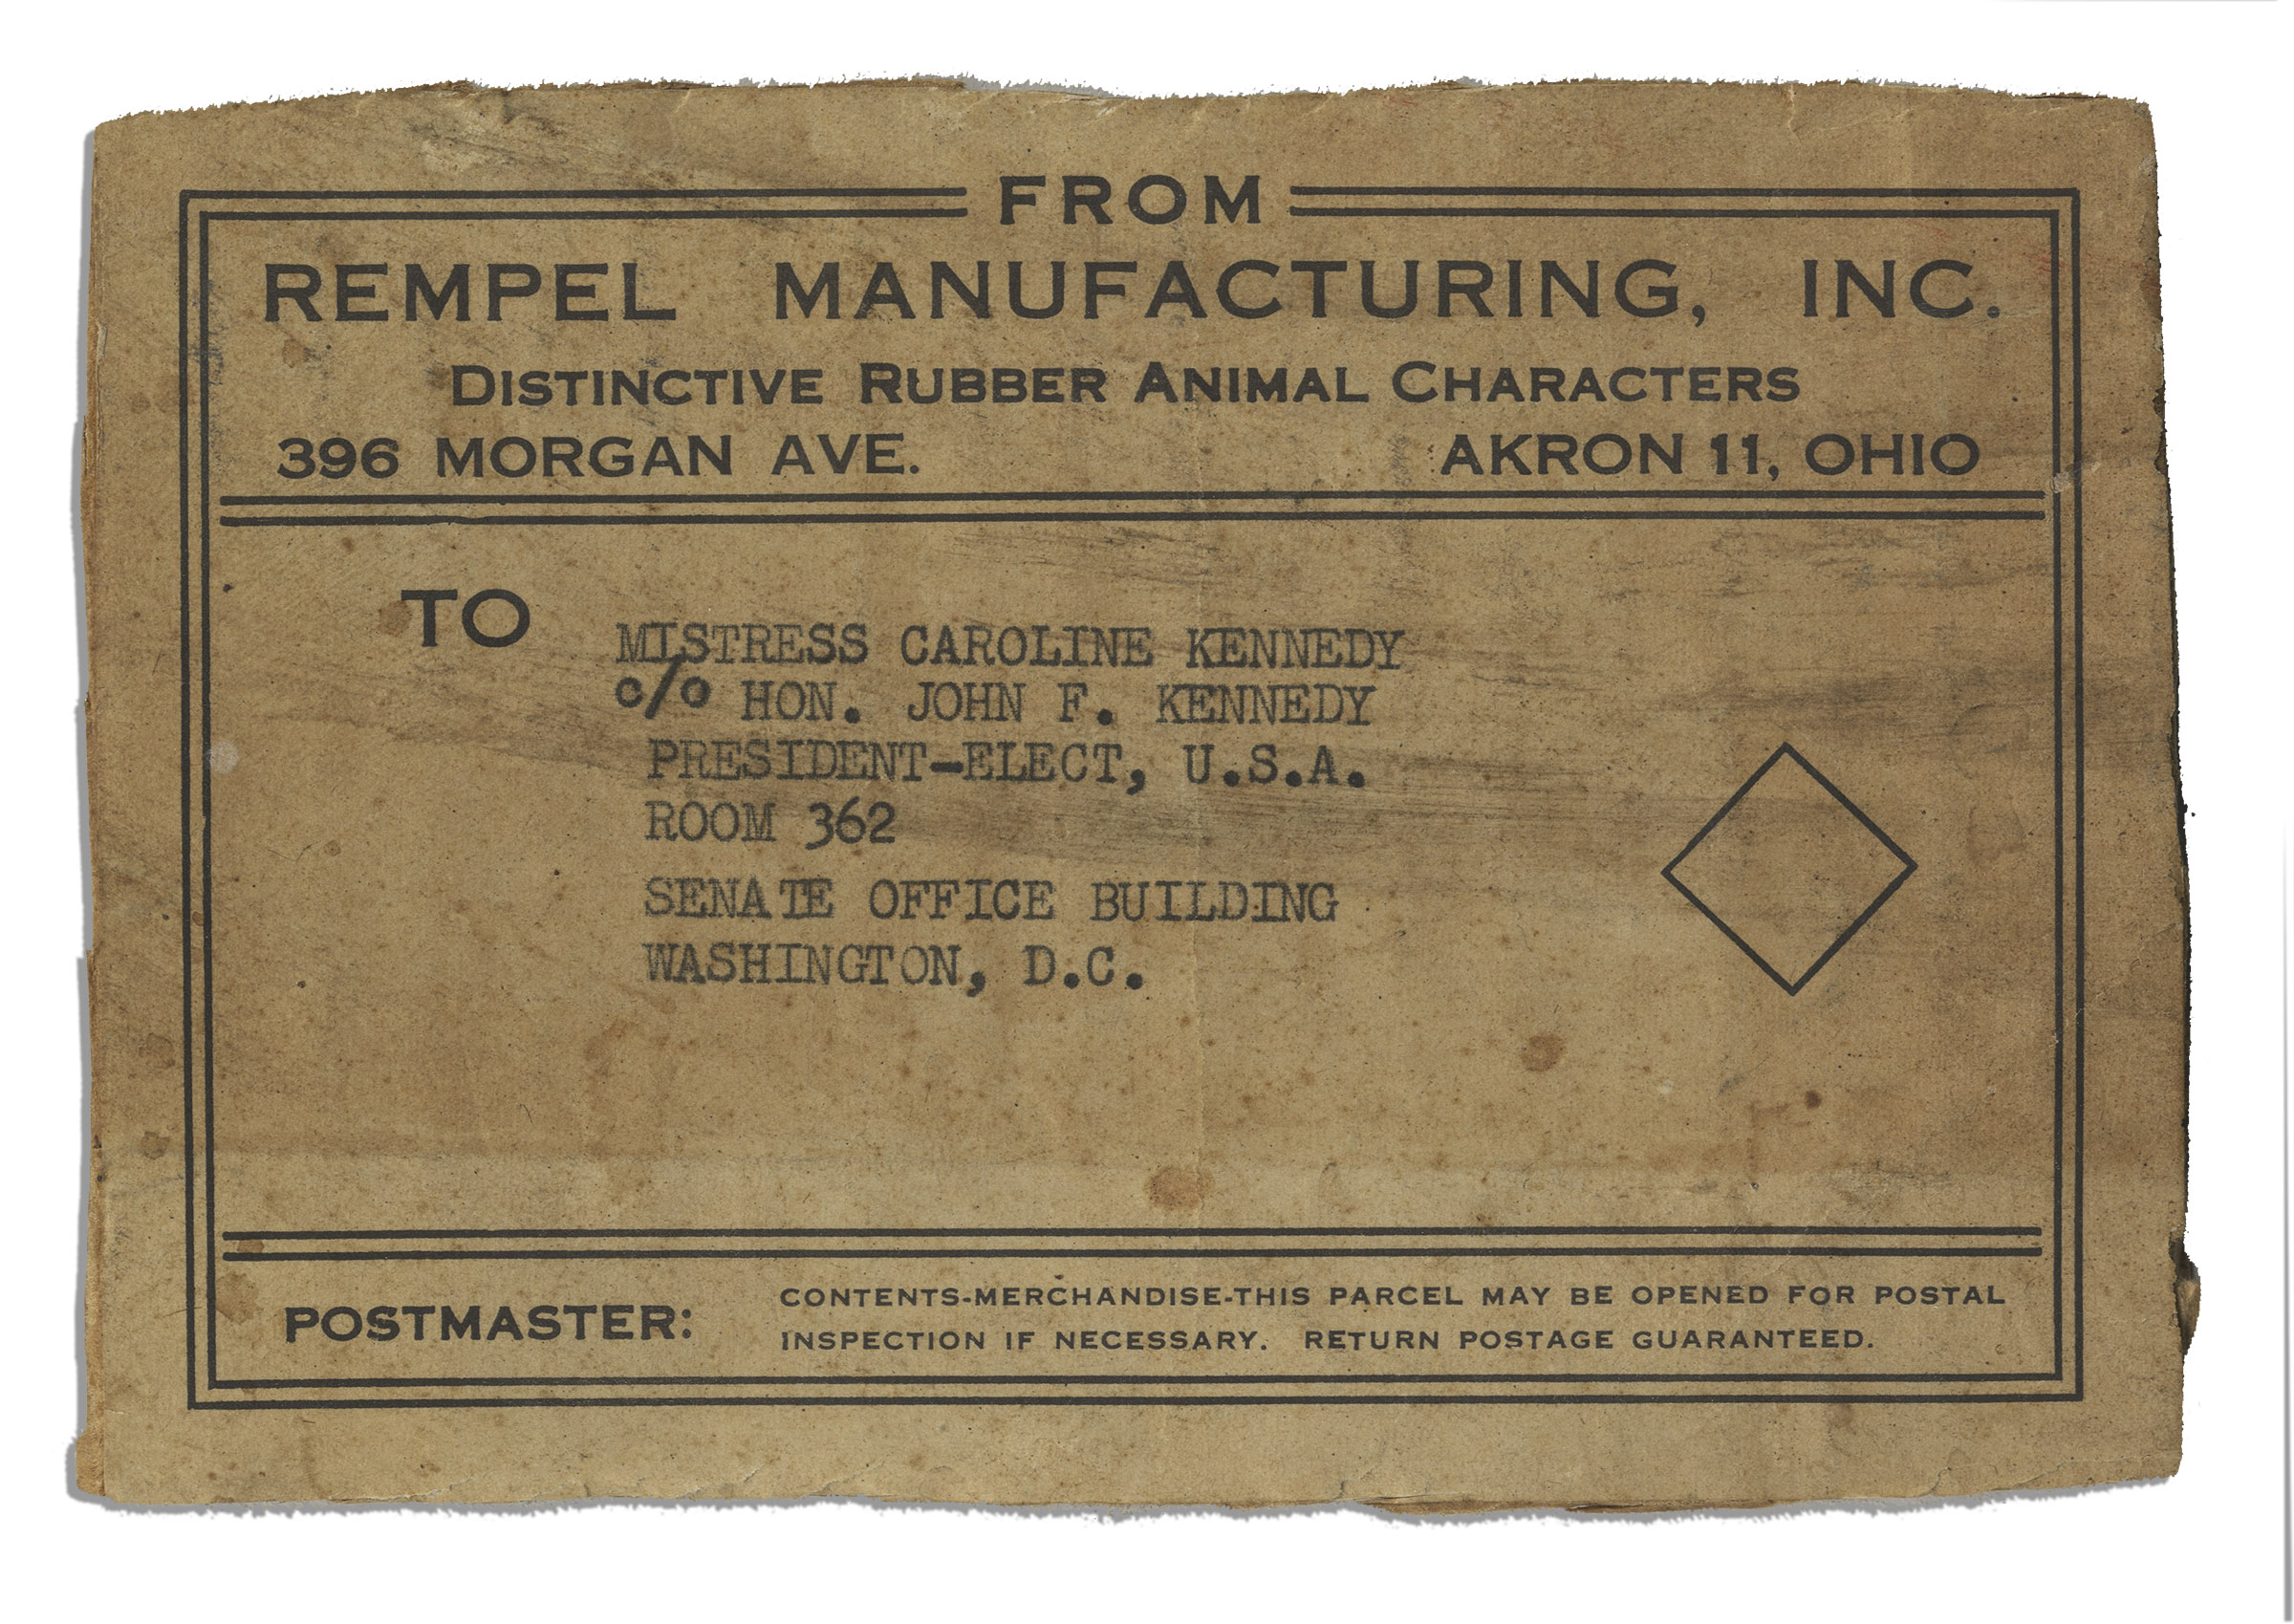 FROM
REMPEL MANUFACTURING, INC.
DISTINCTIVE RUBBER ANIMAL CHARACTERS
396 MORGAN AVE. AKRON 11, OHIO
TO
MISTRESS CAROLINE KENNEDY
c/o HON. JOHN F. KENNEDY
PRESIDENT-ELECT, U.S.A.
ROOM 362
SENATE OFFICE BUILDING
WASHINGTON, D.C.
POSTMASTER: CONTENTS-MERCHANDISE-THIS PARCEL MAY BE OPENED FOR POSTAL
INSPECTION IF NECESSARY. RETURN POSTAGE GUARANTEED.